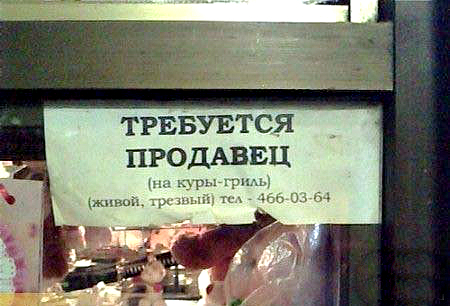 ТРЕБУЕТСЯ
ПРОДАВЕЦ
(на куры-гриль)
(живой, трезвый) тел - 466-03-64